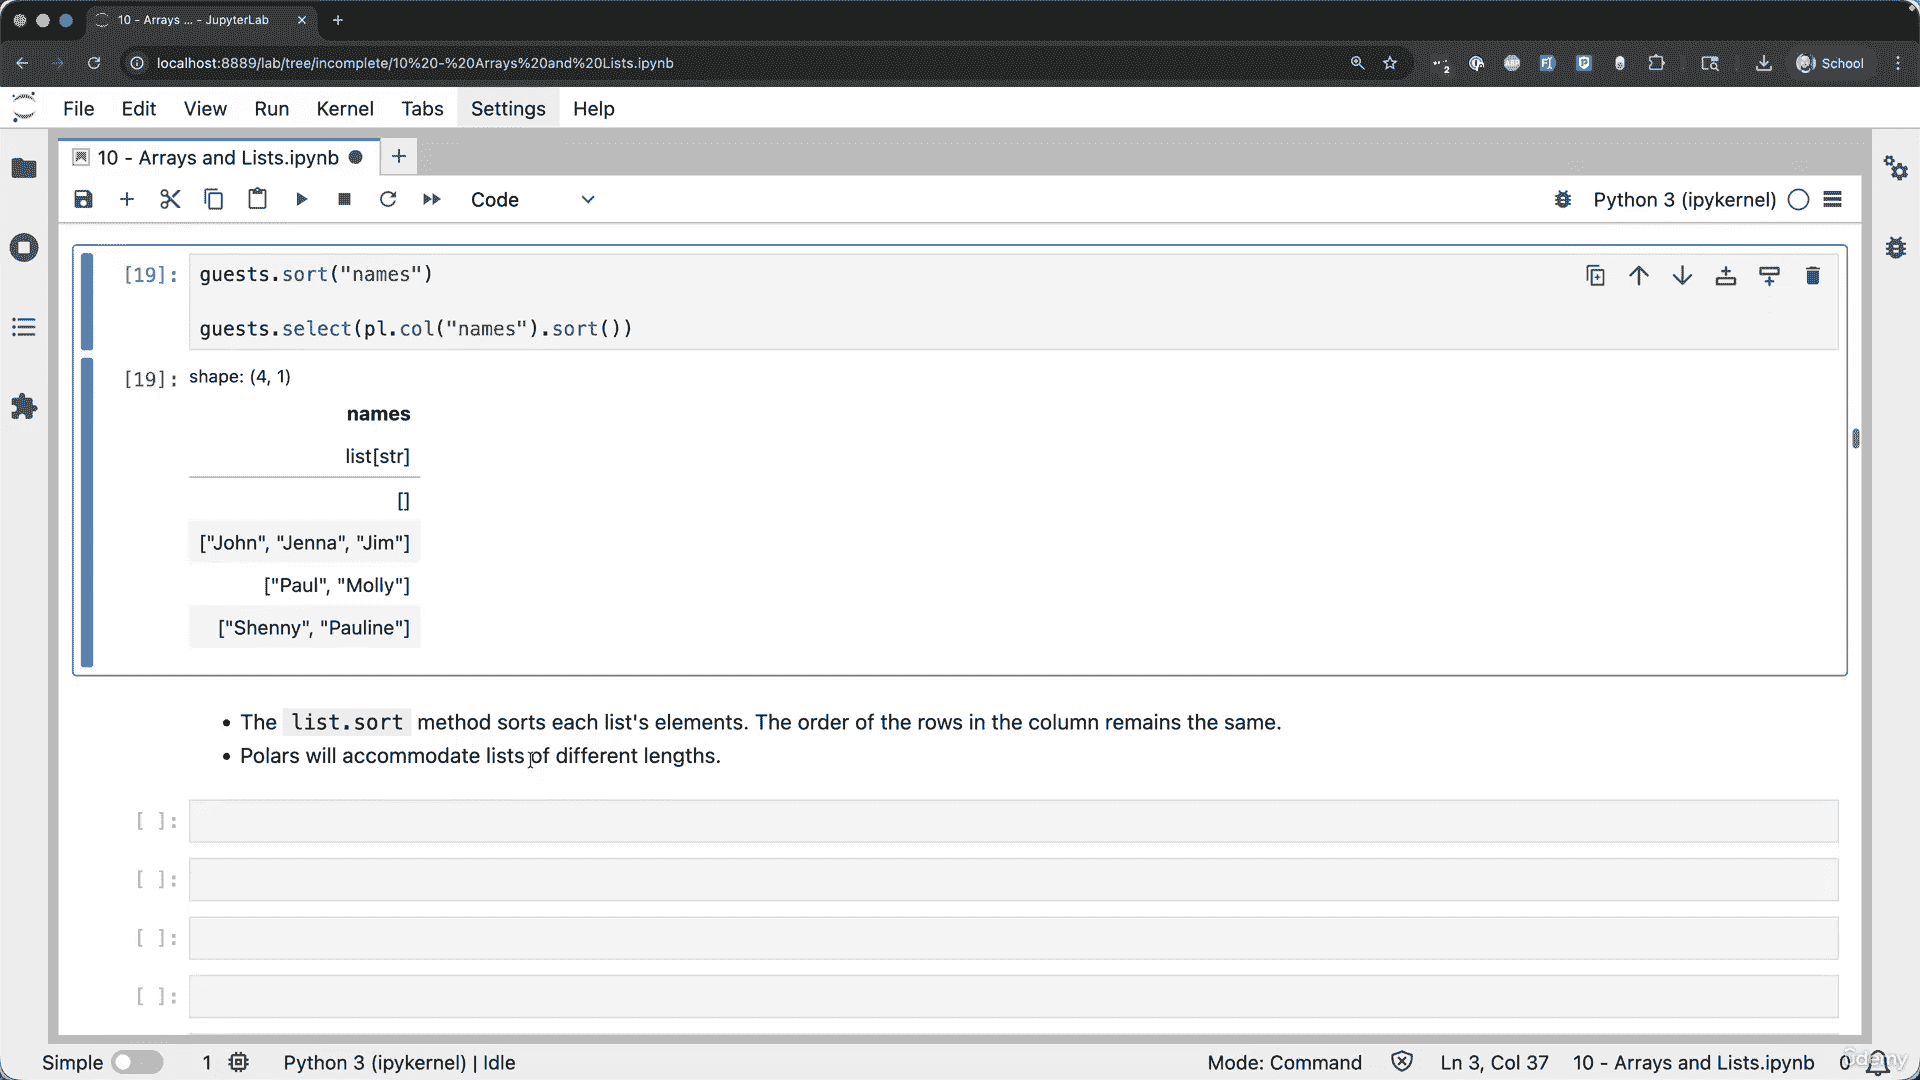 10 - Arrays ... - JupyterLab
localhost:8889/lab/tree/incomplete/10%20-%20Arrays%20and%20Lists.ipynb
2
School
File Edit View Run Kernel Tabs Settings Help
10 - Arrays and Lists.ipynb
Code
Python 3 (ipykernel)
[19]: guests.sort("names")
guests.select(pl.col("names").sort())
[19]: shape: (4, 1)
names
list[str]
[]
["John", "Jenna", "Jim"]
["Paul", "Molly"]
["Shenny", "Pauline"]
• The list.sort method sorts each list's elements. The order of the rows in the column remains the same.
• Polars will accommodate lists of different lengths.
[ ]:
[ ]:
[ ]:
[ ]:
Simple 1 Python 3 (ipykernel) | Idle Mode: Command Ln 3, Col 37 10 - Arrays and Lists.ipynb 0
Udemy